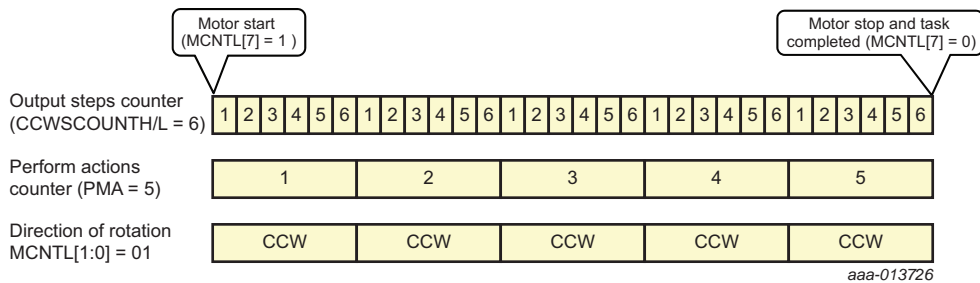 Motor start
(MCNTL[7] = 1 )
Motor stop and task
completed (MCNTL[7] = 0)
Output steps counter
(CCWSCOUNTH/L = 6)
1 2 3 4 5 6 1 2 3 4 5 6 1 2 3 4 5 6 1 2 3 4 5 6 1 2 3 4 5 6
Perform actions
counter (PMA = 5)
1 2 3 4 5
Direction of rotation
MCNTL[1:0] = 01
CCW CCW CCW CCW CCW
aaa-013726